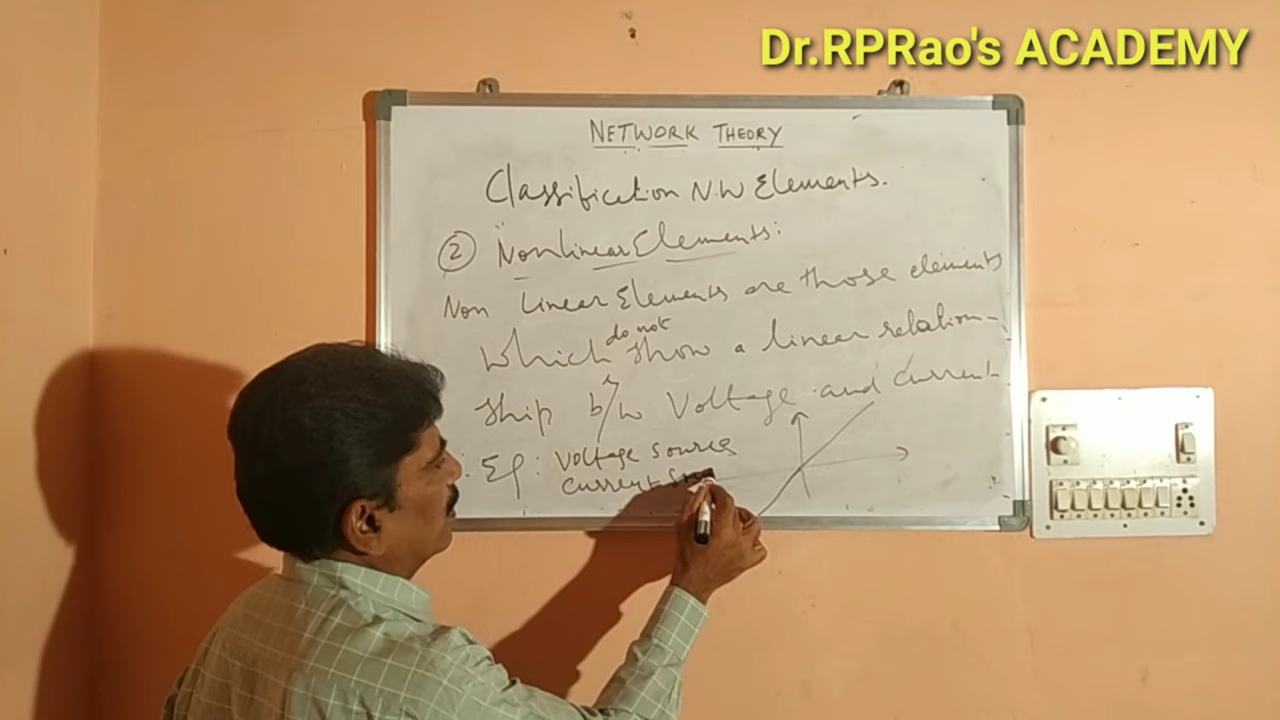 Dr.RPRao's ACADEMY
NETWORK THEORY
Classification N.W Elements.
② Nonlinear Elements:
Non Linear Elements are those elements
which do not show a linear relation-
ship b/w Voltage and current
Eg: Voltage source
current